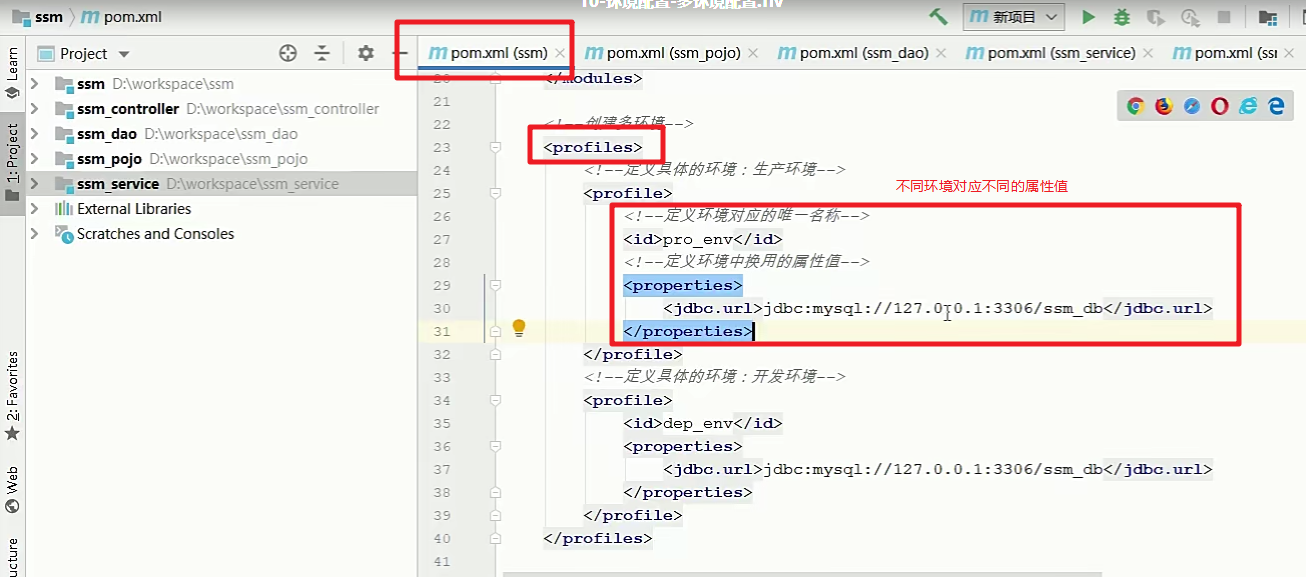 10-环境配置-多环境配置.flv
ssm pom.xml
新项目
Project
pom.xml (ssm)
pom.xml (ssm_pojo)
pom.xml (ssm_dao)
pom.xml (ssm_service)
pom.xml (ss
Learn
1: Project
2: Favorites
Web
ucture
ssm D:\workspace\ssm
ssm_controller D:\workspace\ssm_controller
ssm_dao D:\workspace\ssm_dao
ssm_pojo D:\workspace\ssm_pojo
ssm_service D:\workspace\ssm_service
External Libraries
Scratches and Consoles
20 </modules>
21
22 <!--创建多环境-->
23 <profiles>
24 <!--定义具体的环境：生产环境-->
25 <profile>
不同环境对应不同的属性值
26 <!--定义环境对应的唯一名称-->
27 <id>pro_env</id>
28 <!--定义环境中换用的属性值-->
29 <properties>
30 <jdbc.url>jdbc:mysql://127.0.0.1:3306/ssm_db</jdbc.url>
31 </properties>
32 </profile>
33 <!--定义具体的环境：开发环境-->
34 <profile>
35 <id>dep_env</id>
36 <properties>
37 <jdbc.url>jdbc:mysql://127.0.0.1:3306/ssm_db</jdbc.url>
38 </properties>
39 </profile>
40 </profiles>
41